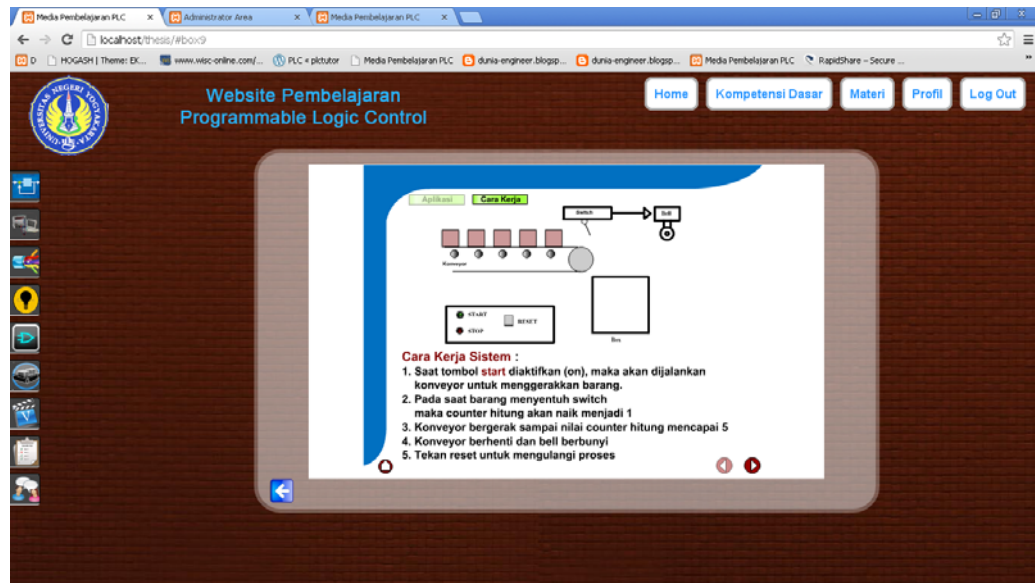 Media Pembelajaran PLC
Administrator Area
Media Pembelajaran PLC
localhost/thesis/#box9
D
HOGASH | Theme: EK...
www.wisc-online.com/...
PLC « plctutor
Media Pembelajaran PLC
dunia-engineer.blogsp...
dunia-engineer.blogsp...
Media Pembelajaran PLC
RapidShare – Secure ...
UNIVERSITAS NEGERI YOGYAKARTA
Website Pembelajaran
Programmable Logic Control
Home
Kompetensi Dasar
Materi
Profil
Log Out
Aplikasi
Cara Kerja
Switch
Bell
Konveyor
START
STOP
RESET
Box
Cara Kerja Sistem :
1. Saat tombol start diaktifkan (on), maka akan dijalankan
konveyor untuk menggerakkan barang.
2. Pada saat barang menyentuh switch
maka counter hitung akan naik menjadi 1
3. Konveyor bergerak sampai nilai counter hitung mencapai 5
4. Konveyor berhenti dan bell berbunyi
5. Tekan reset untuk mengulangi proses